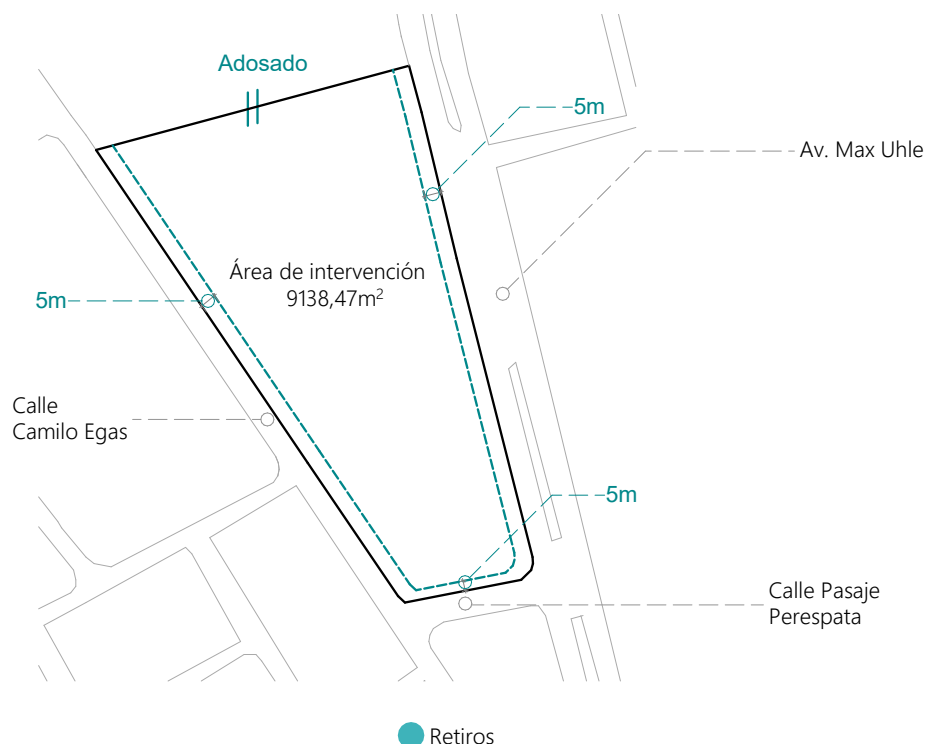 Adosado
5m
Av. Max Uhle
Área de intervención
9138,47m²
5m
Calle
Camilo Egas
5m
Calle Pasaje
Perespata
Retiros